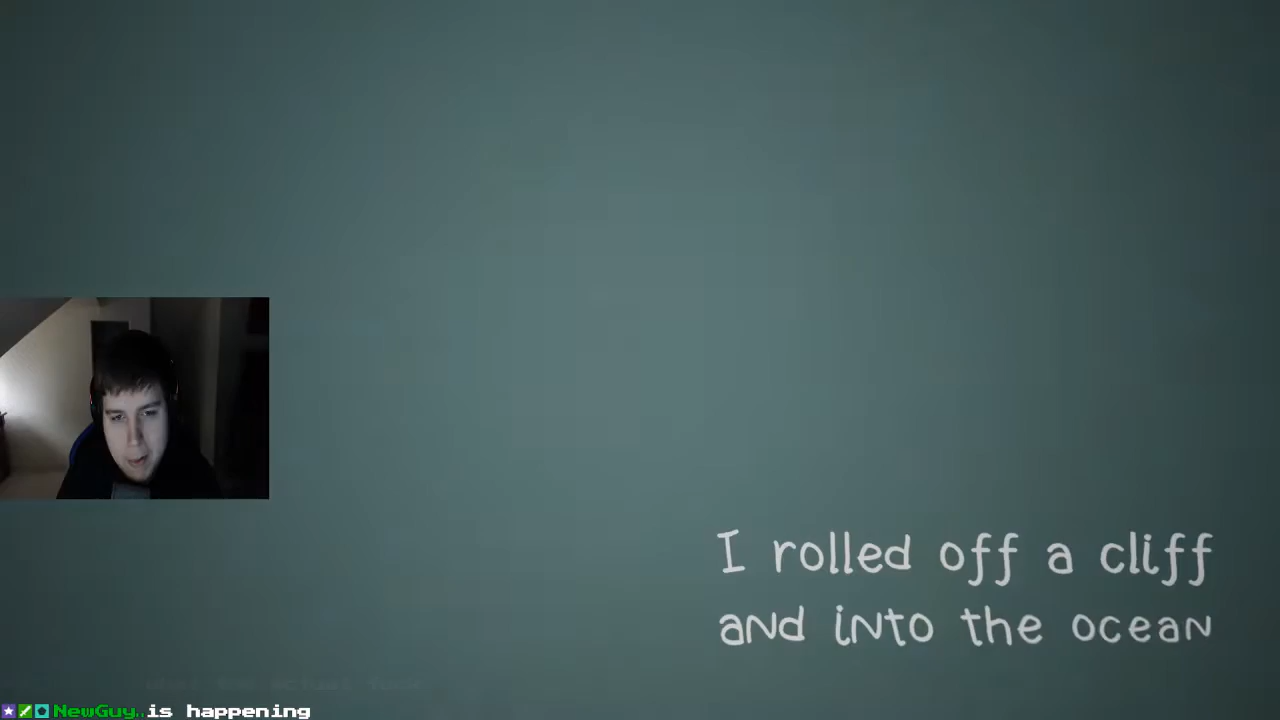 I rolled off a cliff
and into the ocean
NewGuy..is happening